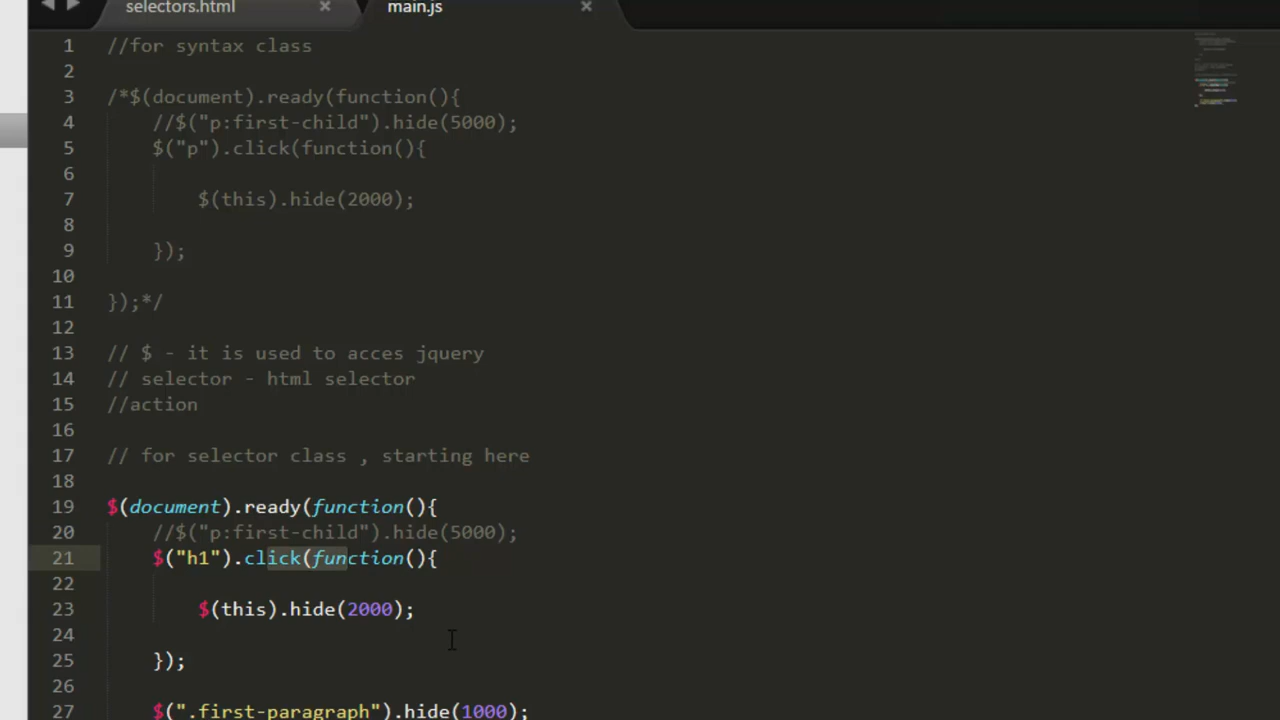 selectors.html × main.js ×
1 //for syntax class
2
3 /*$(document).ready(function(){
4 //$("p:first-child").hide(5000);
5 $("p").click(function(){
6
7 $(this).hide(2000);
8
9 });
10
11 });*/
12
13 // $ - it is used to acces jquery
14 // selector - html selector
15 //action
16
17 // for selector class , starting here
18
19 $(document).ready(function(){
20 //$("p:first-child").hide(5000);
21 $("h1").click(function(){
22
23 $(this).hide(2000);
24
25 });
26
27 $(".first-paragraph").hide(1000);